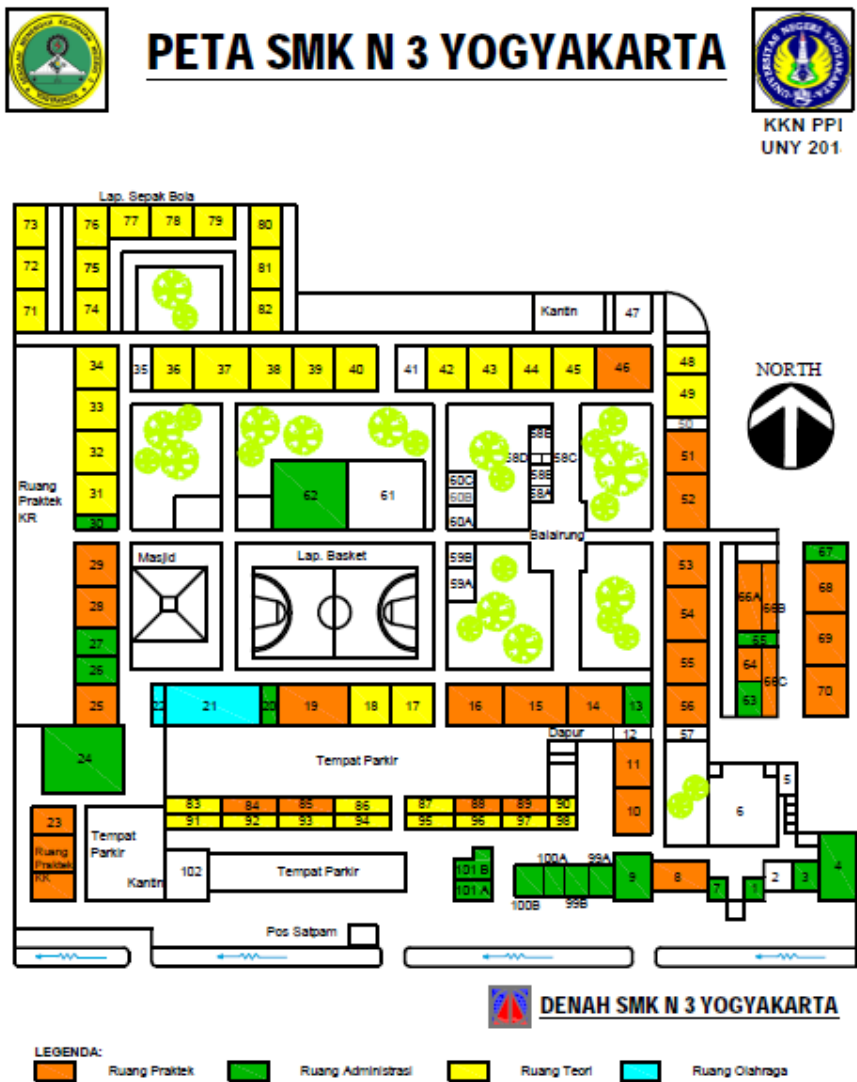 PETA SMK N 3 YOGYAKARTA
KKN PPL
UNY 201
Lap. Sepak Bola
73 76 77 78 79 80
72 75 81
71 74 82
Kantin 47
34 35 36 37 38 39 40 41 42 43 44 45 46 48
NORTH
33 49
50
32 58E 51
58D 58C
31 62 61 60C 58B 52
Ruang
Praktek
KR
60B 58A
30 60A
Balairung
29 Masjid Lap. Basket 59B 53 67
28 59A 54 66A 66B 68
27 65 69
26 55 64 66C
25 22 21 20 19 18 17 16 15 14 13 56 63 70
24 Dapur 12 57
Tempat Parkir 11 5
83 84 85 86 87 88 89 90 10 6
91 92 93 94 95 96 97 98
23 Tempat
Parkir
Ruang
Praktek
KK
Kantin 102 Tempat Parkir 101 B 100A 99A 9 8 7 1 2 3 4
101 A 100B 99B
Pos Satpam
DENAH SMK N 3 YOGYAKARTA
LEGENDA:
Ruang Praktek Ruang Administrasi Ruang Teori Ruang Olahraga